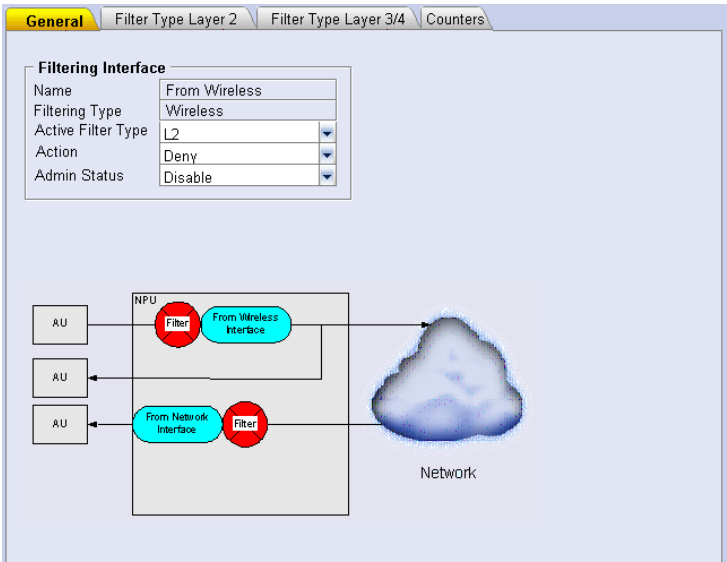 General Filter Type Layer 2 Filter Type Layer 3/4 Counters
Filtering Interface
Name From Wireless
Filtering Type Wireless
Active Filter Type L2
Action Deny
Admin Status Disable
NPU
AU Filter From Wireless
Interface
AU
AU From Network
Interface Filter
Network